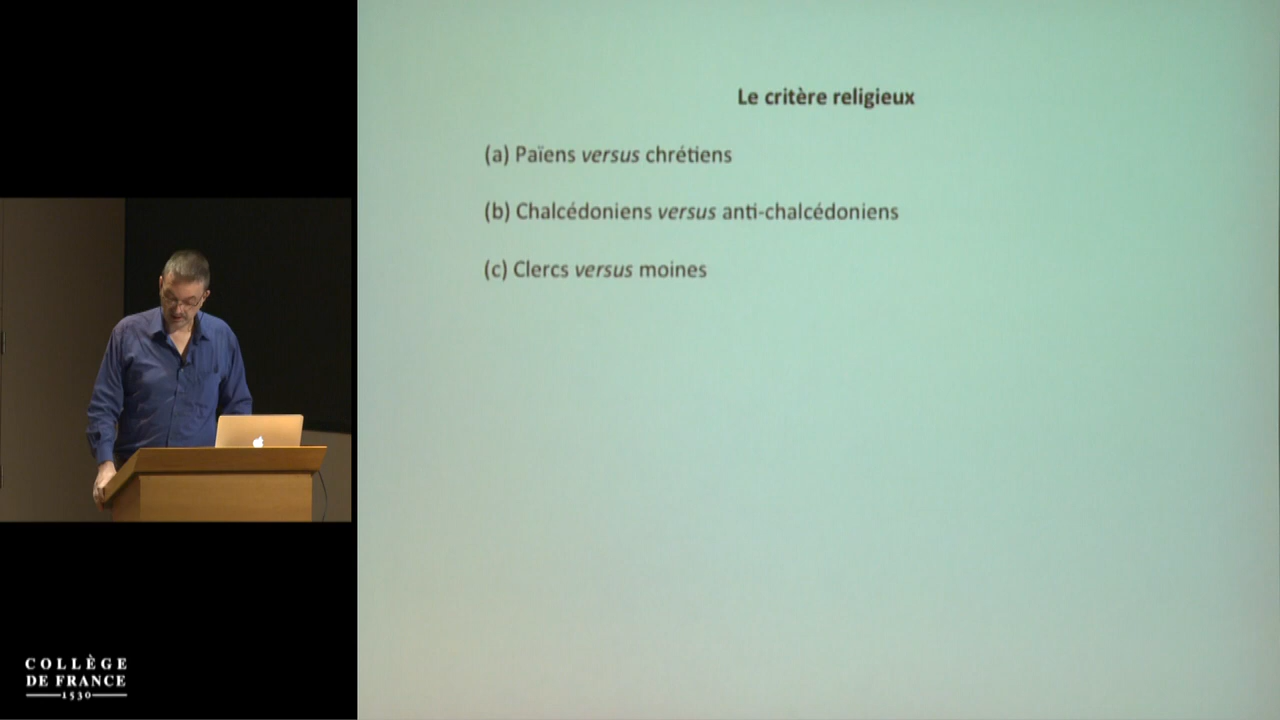 Le critère religieux
(a) Païens versus chrétiens
(b) Chalcédoniens versus anti-chalcédoniens
(c) Clercs versus moines
COLLÈGE
DE FRANCE
1530